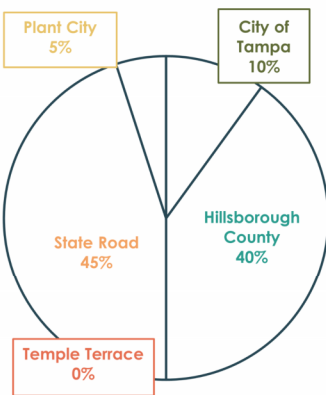 Plant City
5%
City of
Tampa
10%
Hillsborough
County
40%
State Road
45%
Temple Terrace
0%